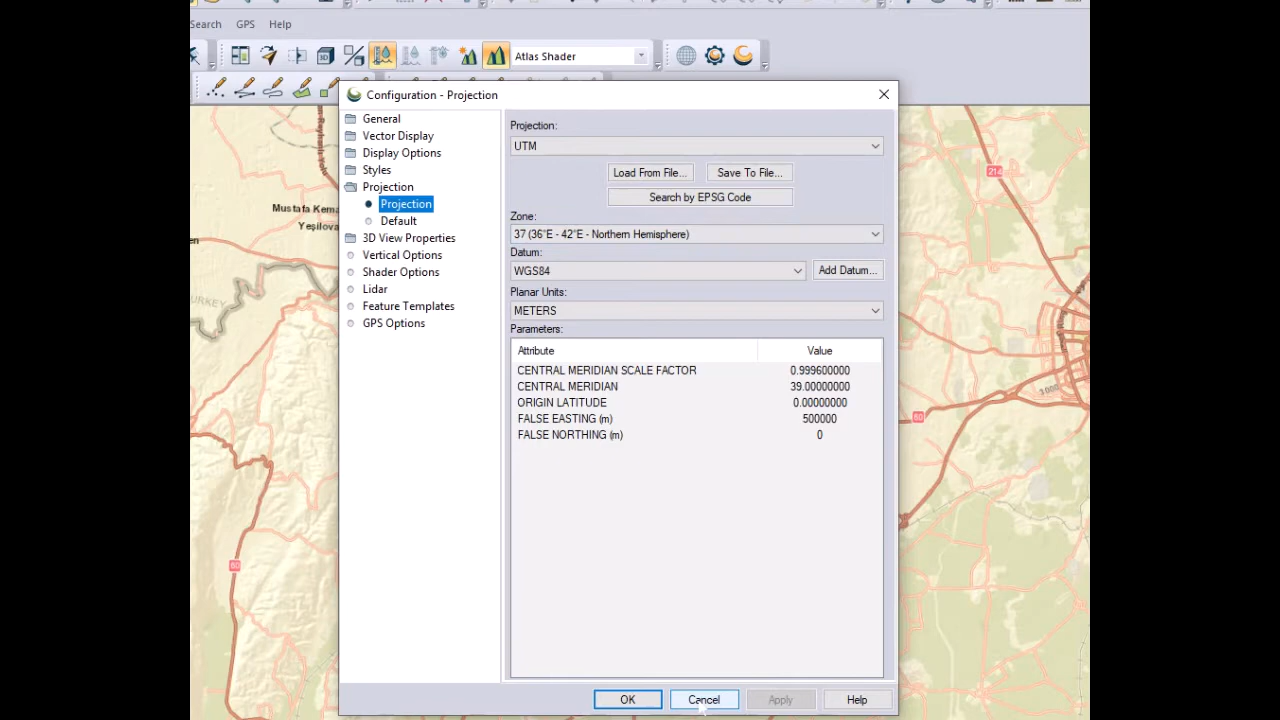 Search GPS Help
Atlas Shader
Configuration - Projection
General
Vector Display
Display Options
Styles
Projection
Projection
Default
3D View Properties
Vertical Options
Shader Options
Lidar
Feature Templates
GPS Options
Projection:
UTM
Load From File... Save To File...
Search by EPSG Code
Zone:
37 (36°E - 42°E - Northern Hemisphere)
Datum:
WGS84 Add Datum...
Planar Units:
METERS
Parameters:
Attribute Value
CENTRAL MERIDIAN SCALE FACTOR 0.999600000
CENTRAL MERIDIAN 39.00000000
ORIGIN LATITUDE 0.00000000
FALSE EASTING (m) 500000
FALSE NORTHING (m) 0
OK Cancel Apply Help
Mustafa Kema
Yeşilova
TURKEY
60
214
60